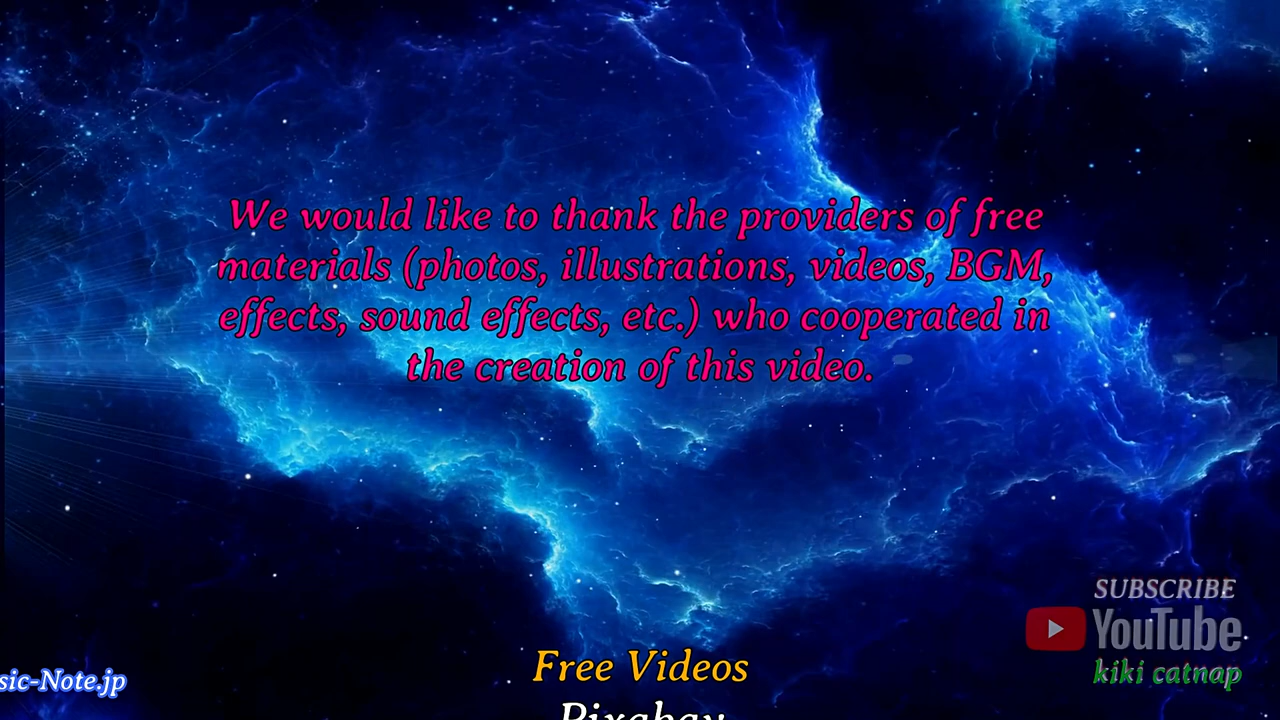 We would like to thank the providers of free
materials (photos, illustrations, videos, BGM,
effects, sound effects, etc.) who cooperated in
the creation of this video.
SUBSCRIBE
YouTube
kiki catnap
Free Videos
sic-Note.jp
Pixabay